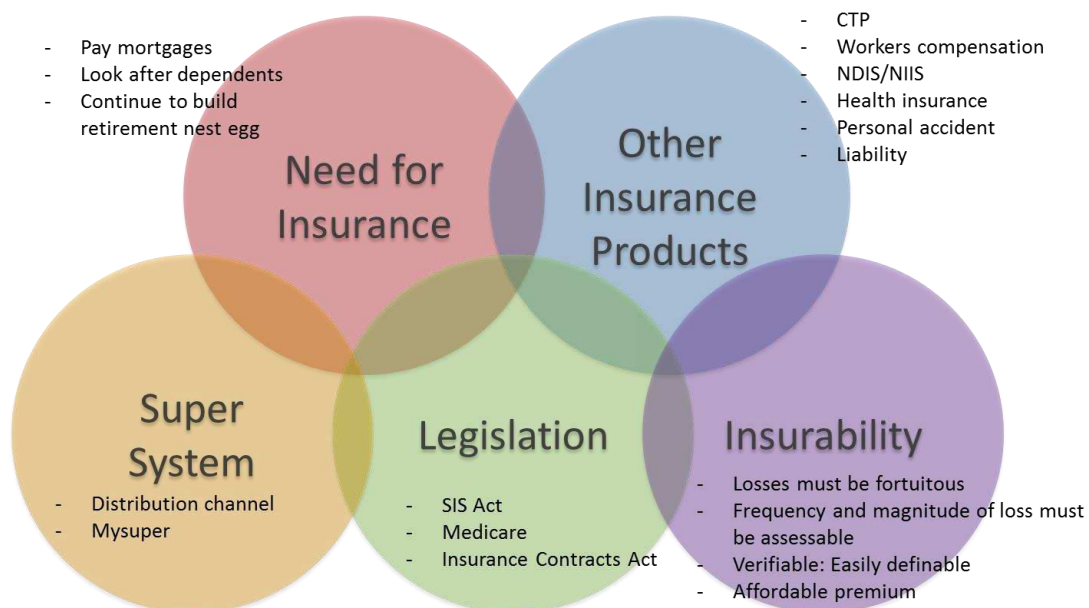 - Pay mortgages
- Look after dependents
- Continue to build
retirement nest egg
Need for
Insurance
- CTP
- Workers compensation
- NDIS/NIIS
- Health insurance
- Personal accident
- Liability
Other
Insurance
Products
Super
System
- Distribution channel
- Mysuper
Legislation
- SIS Act
- Medicare
- Insurance Contracts Act
Insurability
- Losses must be fortuitous
- Frequency and magnitude of loss must
be assessable
- Verifiable: Easily definable
- Affordable premium